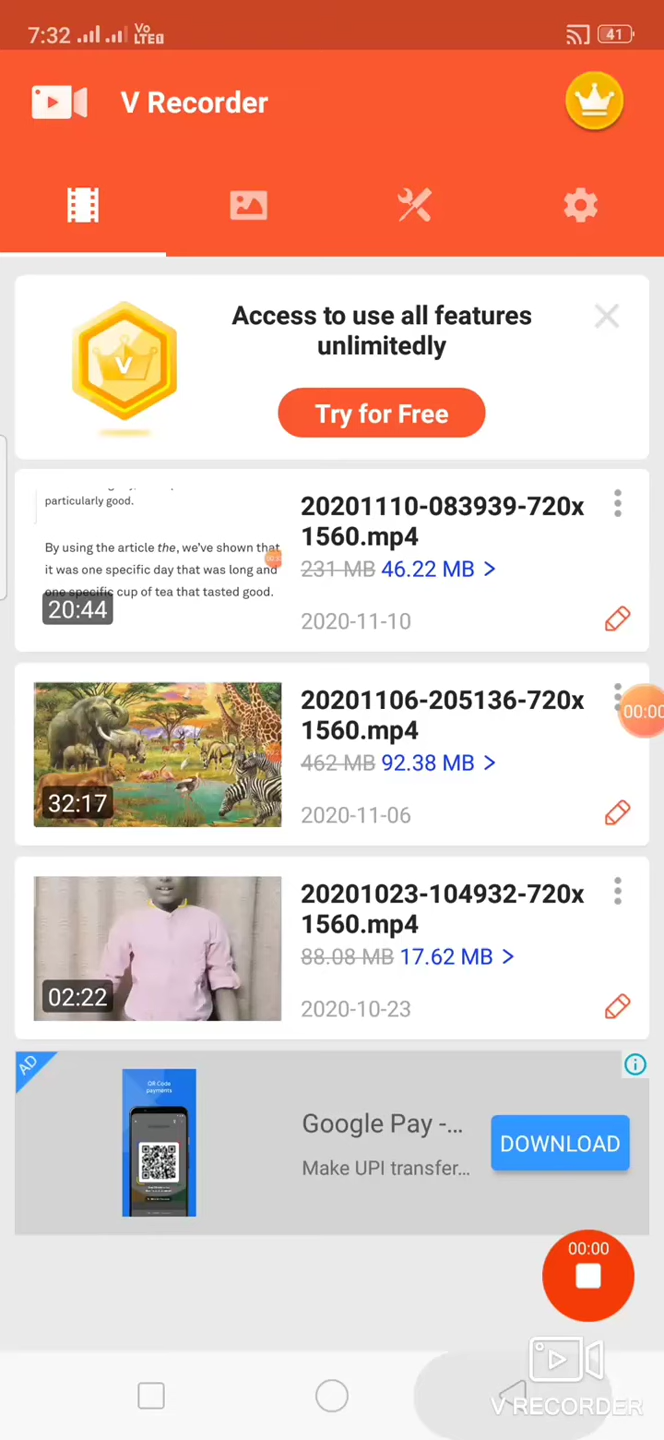 7:32
Vo
LTE
41
V Recorder
Access to use all features
unlimitedly
V
Try for Free
particularly good.
By using the article the, we've shown that
it was one specific day that was long and
one specific cup of tea that tasted good.
20:44
20201110-083939-720x
1560.mp4
231 MB 46.22 MB >
2020-11-10
20201106-205136-720x
1560.mp4
00:00
462 MB 92.38 MB >
32:17
2020-11-06
20201023-104932-720x
1560.mp4
88.08 MB 17.62 MB >
02:22
2020-10-23
AD
QR Code
payments
Google Pay -...
Make UPI transfer...
DOWNLOAD
00:00
V RECORDER